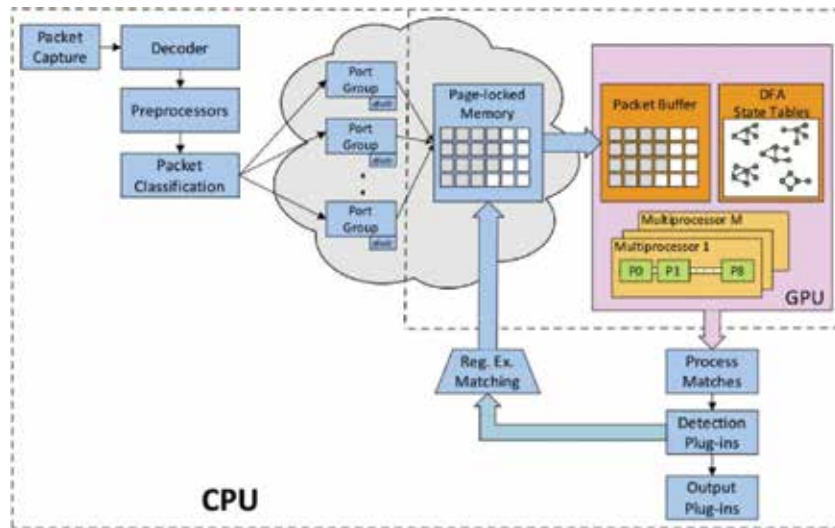 Packet
Capture
Decoder
Preprocessors
Packet
Classification
Port
Group
Port
Group
Port
Group
Page-locked
Memory
Packet Buffer
DFA
State Tables
Multiprocessor M
Multiprocessor 1
P0
P1
P8
GPU
Reg. Ex.
Matching
Process
Matches
Detection
Plug-ins
Output
Plug-ins
CPU